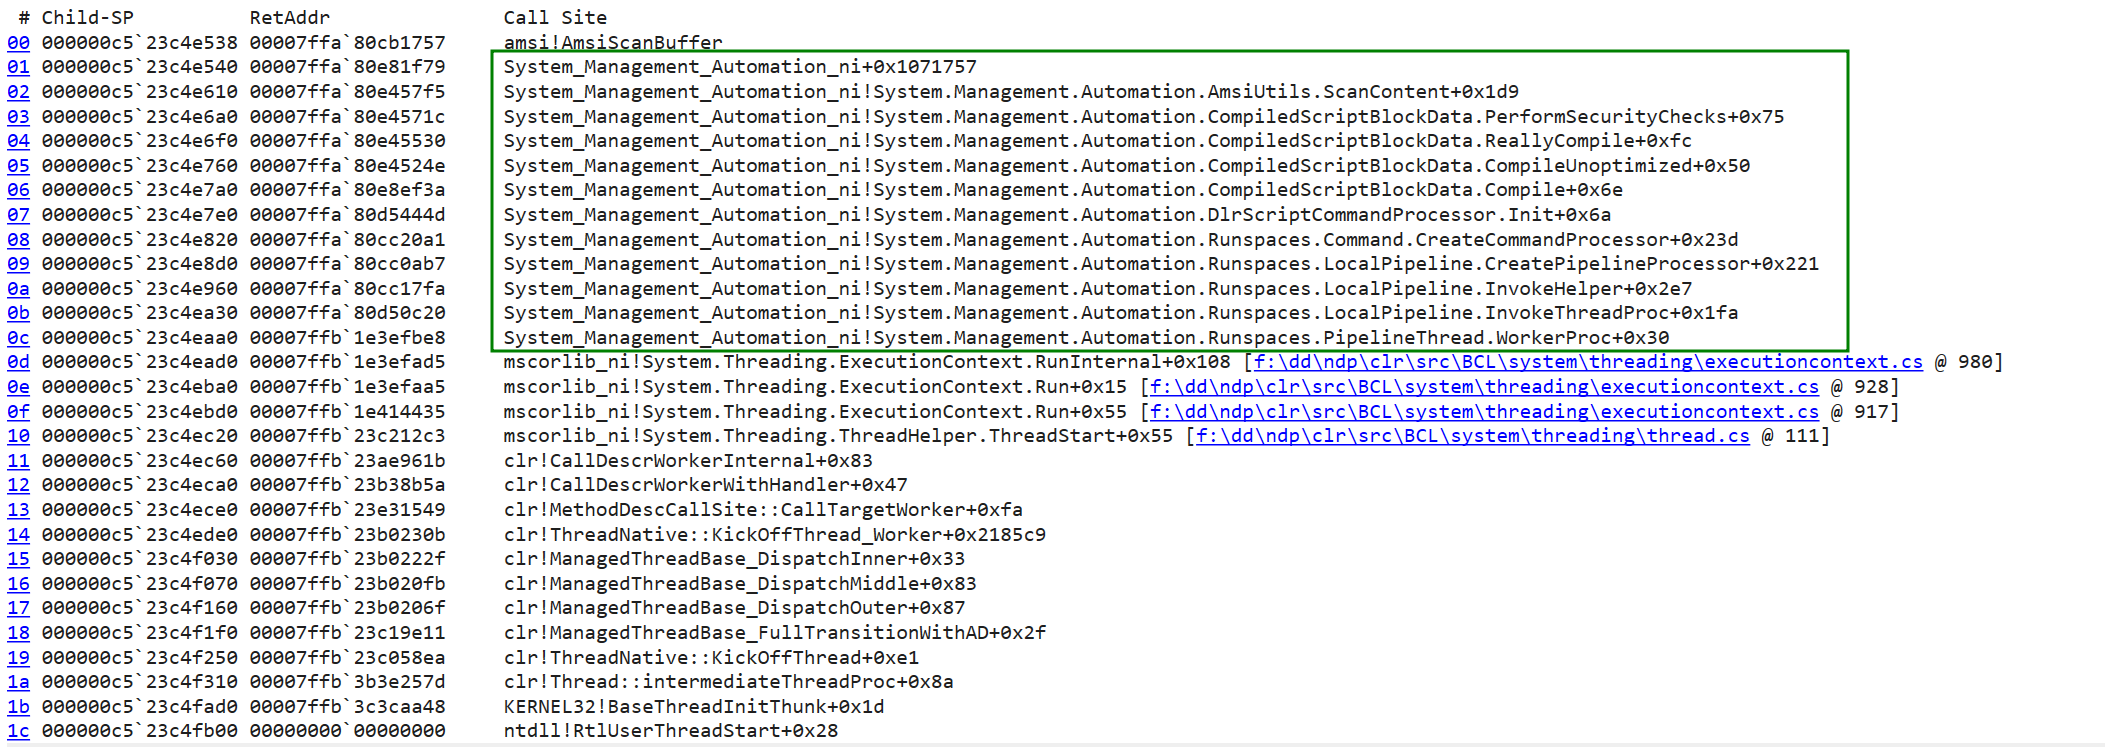 # Child-SP RetAddr Call Site
00 000000c5`23c4e538 00007ffa`80cb1757 amsi!AmsiScanBuffer
01 000000c5`23c4e540 00007ffa`80e81f79 System_Management_Automation_ni+0x1071757
02 000000c5`23c4e610 00007ffa`80e457f5 System_Management_Automation_ni!System.Management.Automation.AmsiUtils.ScanContent+0x1d9
03 000000c5`23c4e6a0 00007ffa`80e4571c System_Management_Automation_ni!System.Management.Automation.CompiledScriptBlockData.PerformSecurityChecks+0x75
04 000000c5`23c4e6f0 00007ffa`80e45530 System_Management_Automation_ni!System.Management.Automation.CompiledScriptBlockData.ReallyCompile+0xfc
05 000000c5`23c4e760 00007ffa`80e4524e System_Management_Automation_ni!System.Management.Automation.CompiledScriptBlockData.CompileUnoptimized+0x50
06 000000c5`23c4e7a0 00007ffa`80e8ef3a System_Management_Automation_ni!System.Management.Automation.CompiledScriptBlockData.Compile+0x6e
07 000000c5`23c4e7e0 00007ffa`80d5444d System_Management_Automation_ni!System.Management.Automation.DlrScriptCommandProcessor.Init+0x6a
08 000000c5`23c4e820 00007ffa`80cc20a1 System_Management_Automation_ni!System.Management.Automation.Runspaces.Command.CreateCommandProcessor+0x23d
09 000000c5`23c4e8d0 00007ffa`80cc0ab7 System_Management_Automation_ni!System.Management.Automation.Runspaces.LocalPipeline.CreatePipelineProcessor+0x221
0a 000000c5`23c4e960 00007ffa`80cc17fa System_Management_Automation_ni!System.Management.Automation.Runspaces.LocalPipeline.InvokeHelper+0x2e7
0b 000000c5`23c4ea30 00007ffa`80d50c20 System_Management_Automation_ni!System.Management.Automation.Runspaces.LocalPipeline.InvokeThreadProc+0x1fa
0c 000000c5`23c4eaa0 00007ffb`1e3efbe8 System_Management_Automation_ni!System.Management.Automation.Runspaces.PipelineThread.WorkerProc+0x30
0d 000000c5`23c4ead0 00007ffb`1e3efad5 mscorlib_ni!System.Threading.ExecutionContext.RunInternal+0x108 [f:\dd\ndp\clr\src\BCL\system\threading\executioncontext.cs @ 980]
0e 000000c5`23c4eba0 00007ffb`1e3efaa5 mscorlib_ni!System.Threading.ExecutionContext.Run+0x15 [f:\dd\ndp\clr\src\BCL\system\threading\executioncontext.cs @ 928]
0f 000000c5`23c4ebd0 00007ffb`1e414435 mscorlib_ni!System.Threading.ExecutionContext.Run+0x55 [f:\dd\ndp\clr\src\BCL\system\threading\executioncontext.cs @ 917]
10 000000c5`23c4ec20 00007ffb`23c212c3 mscorlib_ni!System.Threading.ThreadHelper.ThreadStart+0x55 [f:\dd\ndp\clr\src\BCL\system\threading\thread.cs @ 111]
11 000000c5`23c4ec60 00007ffb`23ae961b clr!CallDescrWorkerInternal+0x83
12 000000c5`23c4eca0 00007ffb`23b38b5a clr!CallDescrWorkerWithHandler+0x47
13 000000c5`23c4ece0 00007ffb`23e31549 clr!MethodDescCallSite::CallTargetWorker+0xfa
14 000000c5`23c4ede0 00007ffb`23b0230b clr!ThreadNative::KickOffThread_Worker+0x2185c9
15 000000c5`23c4f030 00007ffb`23b0222f clr!ManagedThreadBase_DispatchInner+0x33
16 000000c5`23c4f070 00007ffb`23b020fb clr!ManagedThreadBase_DispatchMiddle+0x83
17 000000c5`23c4f160 00007ffb`23b0206f clr!ManagedThreadBase_DispatchOuter+0x87
18 000000c5`23c4f1f0 00007ffb`23c19e11 clr!ManagedThreadBase_FullTransitionWithAD+0x2f
19 000000c5`23c4f250 00007ffb`23c058ea clr!ThreadNative::KickOffThread+0xe1
1a 000000c5`23c4f310 00007ffb`3b3e257d clr!Thread::intermediateThreadProc+0x8a
1b 000000c5`23c4fad0 00007ffb`3c3caa48 KERNEL32!BaseThreadInitThunk+0x1d
1c 000000c5`23c4fb00 00000000`00000000 ntdll!RtlUserThreadStart+0x28